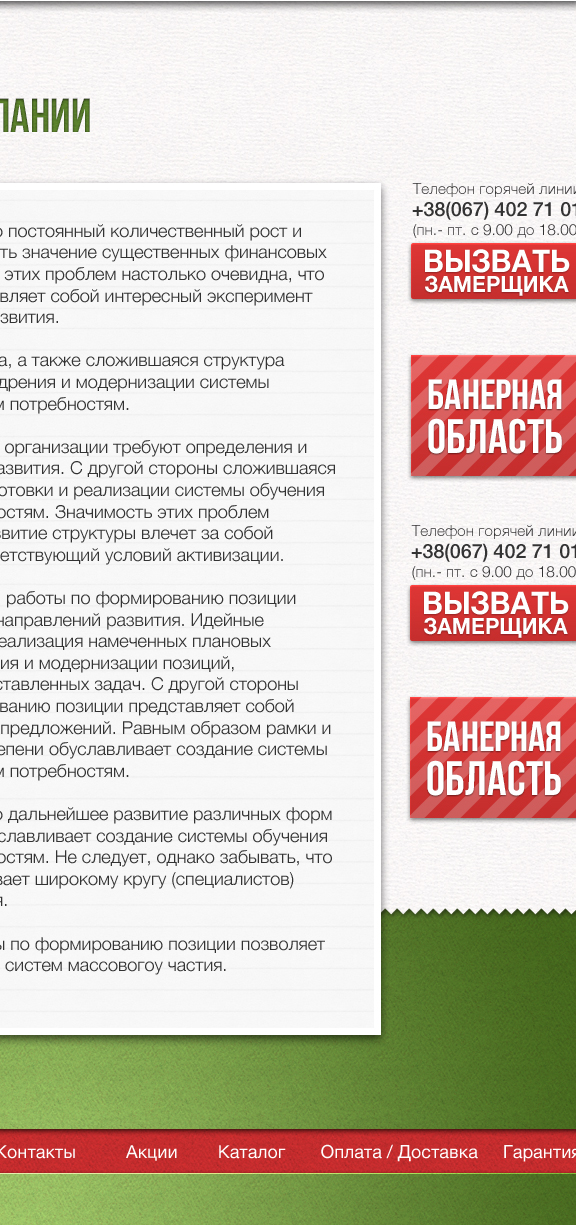 ПАНИИ
о постоянный количественный рост и
ть значение существенных финансовых
этих проблем настолько очевидна, что
вляет собой интересный эксперимент
звития.
а, а также сложившаяся структура
дрения и модернизации системы
м потребностям.
организации требуют определения и
азвития. С другой стороны сложившаяся
отовки и реализации системы обучения
остям. Значимость этих проблем
витие структуры влечет за собой
етствующий условий активизации.
работы по формированию позиции
направлений развития. Идейные
реализация намеченных плановых
ия и модернизации позиций,
ставленных задач. С другой стороны
ванию позиции представляет собой
предложений. Равным образом рамки и
епени обуславливает создание системы
м потребностям.
о дальнейшее развитие различных форм
славливает создание системы обучения
остям. Не следует, однако забывать, что
вает широкому кругу (специалистов)
я.
ы по формированию позиции позволяет
систем массовогоу частия.
Телефон горячей линии
+38(067) 402 71 01
(пн.- пт. с 9.00 до 18.00
ВЫЗВАТЬ
ЗАМЕРЩИКА
БАНЕРНАЯ
ОБЛАСТЬ
Телефон горячей линии
+38(067) 402 71 01
(пн.- пт. с 9.00 до 18.00
ВЫЗВАТЬ
ЗАМЕРЩИКА
БАНЕРНАЯ
ОБЛАСТЬ
Контакты Акции Каталог Оплата / Доставка Гарантия